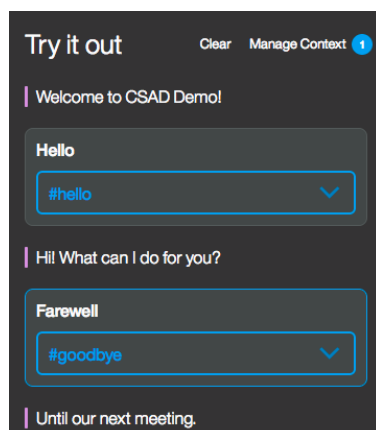 Try it out Clear Manage Context 1
Welcome to CSAD Demo!
Hello
#hello
Hi! What can I do for you?
Farewell
#goodbye
Until our next meeting.